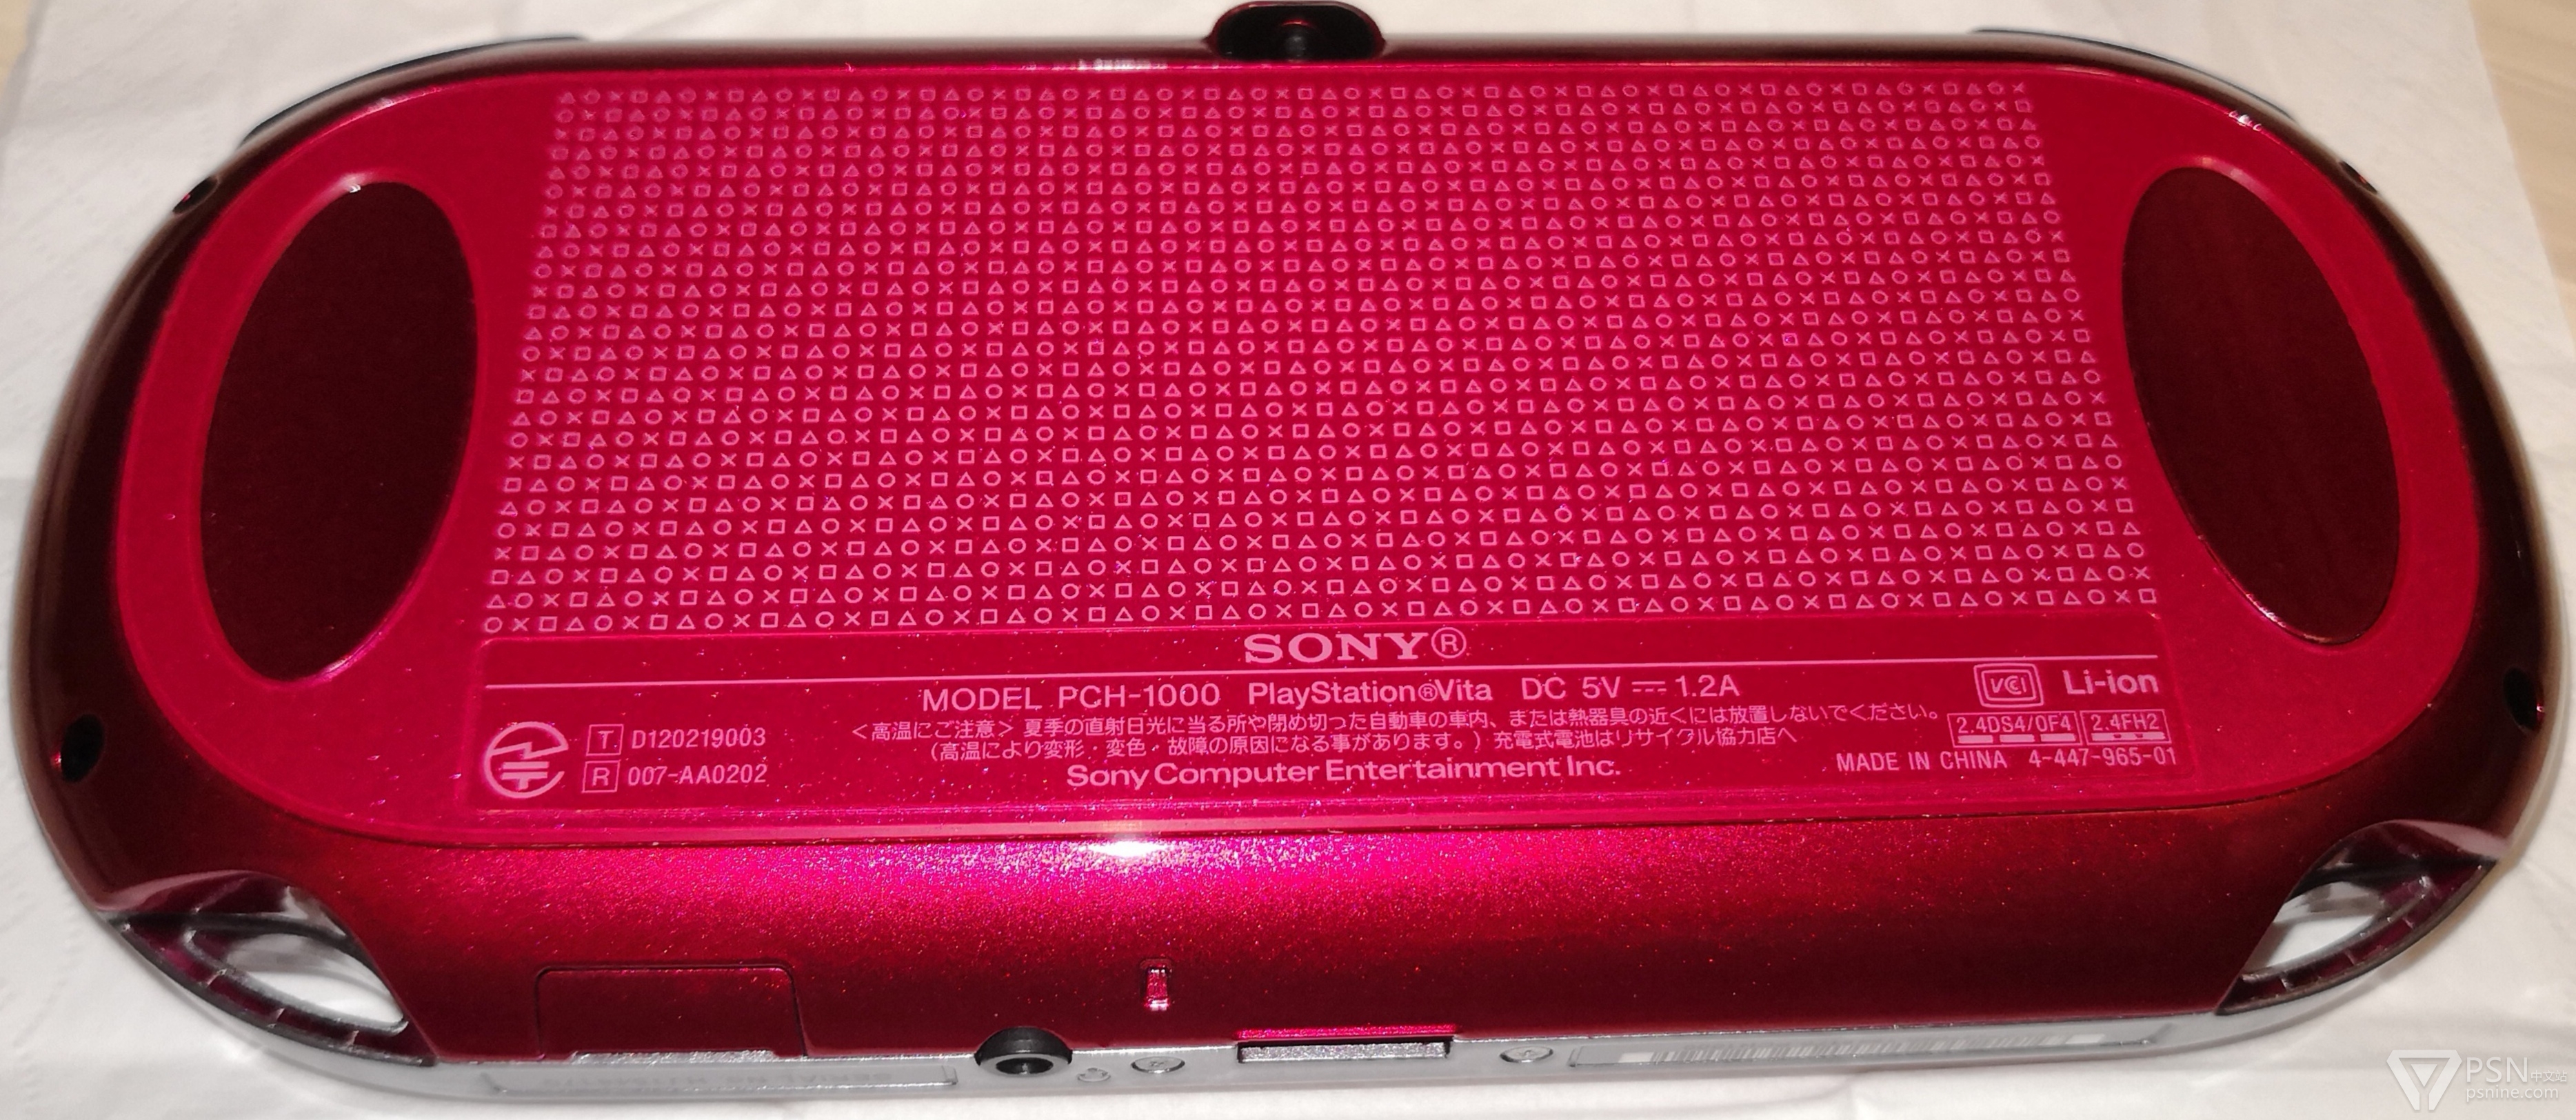 SONY®
MODEL PCH-1000 PlayStation®Vita DC 5V ⎓ 1.2A
VCCI Li-ion
T D120219003
R 007-AA0202
<高温にご注意> 夏季の直射日光に当る所や閉め切った自動車の車内、または熱器具の近くには放置しないでください。
(高温により変形・変色・故障の原因になる事があります。) 充電式電池はリサイクル協力店へ
Sony Computer Entertainment Inc.
2.4DS4/OF4 2.4FH2
MADE IN CHINA 4-447-965-01
PSN中文站
psnine.com